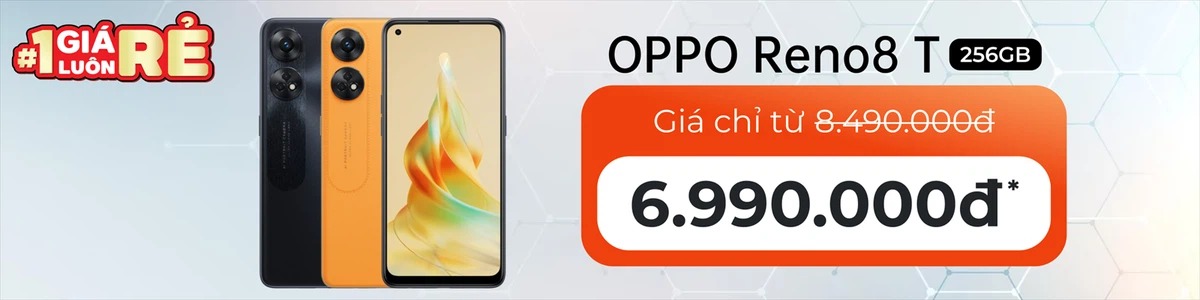 #1 GIÁ LUÔN RẺ
OPPO Reno8 T 256GB
Giá chỉ từ 8.490.000đ
6.990.000đ*